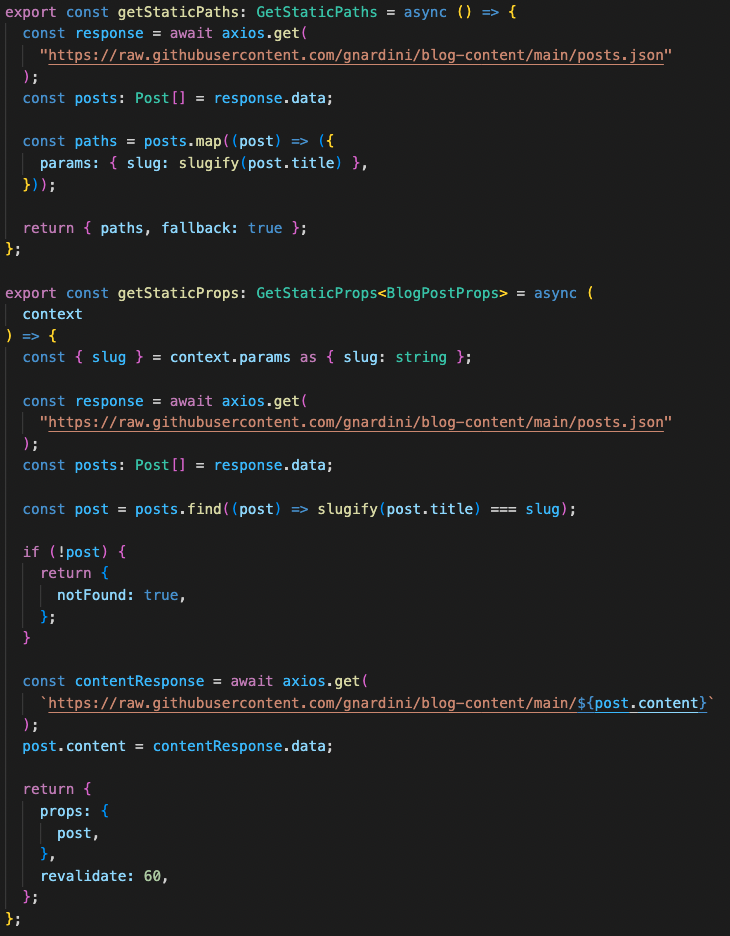 export const getStaticPaths: GetStaticPaths = async () => {
  const response = await axios.get(
    "https://raw.githubusercontent.com/gnardini/blog-content/main/posts.json"
  );
  const posts: Post[] = response.data;

  const paths = posts.map((post) => ({
    params: { slug: slugify(post.title) },
  }));

  return { paths, fallback: true };
};

export const getStaticProps: GetStaticProps<BlogPostProps> = async (
  context
) => {
  const { slug } = context.params as { slug: string };

  const response = await axios.get(
    "https://raw.githubusercontent.com/gnardini/blog-content/main/posts.json"
  );
  const posts: Post[] = response.data;

  const post = posts.find((post) => slugify(post.title) === slug);

  if (!post) {
    return {
      notFound: true,
    };
  }

  const contentResponse = await axios.get(
    `https://raw.githubusercontent.com/gnardini/blog-content/main/${post.content}`
  );
  post.content = contentResponse.data;

  return {
    props: {
      post,
    },
    revalidate: 60,
  };
};